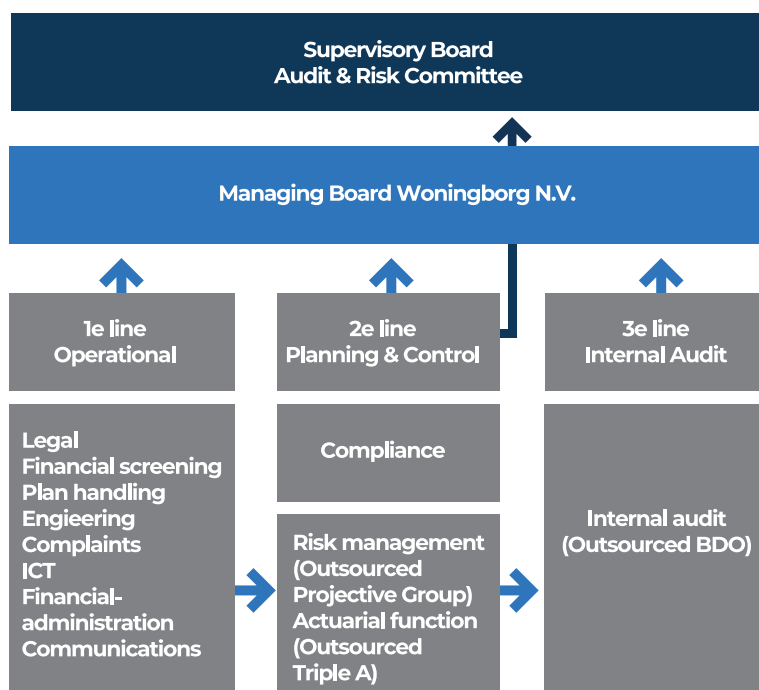 Supervisory Board
Audit & Risk Committee
Managing Board Woningborg N.V.
1e line
Operational
2e line
Planning & Control
3e line
Internal Audit
Legal
Financial screening
Plan handling
Engieering
Complaints
ICT
Financial-
administration
Communications
Compliance
Risk management
(Outsourced
Projective Group)
Actuarial function
(Outsourced
Triple A)
Internal audit
(Outsourced BDO)